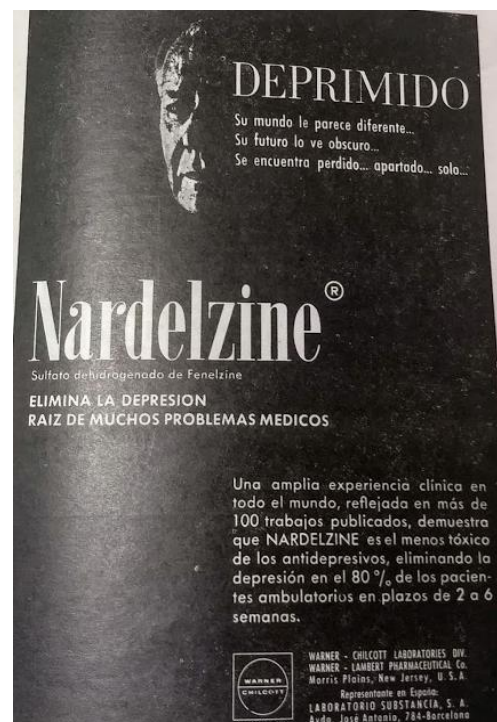 DEPRIMIDO
Su mundo le parece diferente...
Su futuro lo ve obscuro...
Se encuentra perdido... apartado... solo...
Nardelzine ®
Sulfato dehidrogenado de Fenelzine
ELIMINA LA DEPRESION
RAIZ DE MUCHOS PROBLEMAS MEDICOS
Una amplia experiencia clínica en
todo el mundo, reflejada en más de
100 trabajos publicados, demuestra
que NARDELZINE es el menos tóxico
de los antidepresivos, eliminando la
depresión en el 80 % de los pacien-
tes ambulatorios en plazos de 2 a 6
semanas.
WARNER
CHILCOTT
WARNER - CHILCOTT LABORATORIES DIV.
WARNER - LAMBERT PHARMACEUTICAL Co.
Morris Plains, New Jersey, U. S. A.
Representante en España:
LABORATORIO SUBSTANCIA, S. A.
Avda. José Antonio, 784-Barcelona